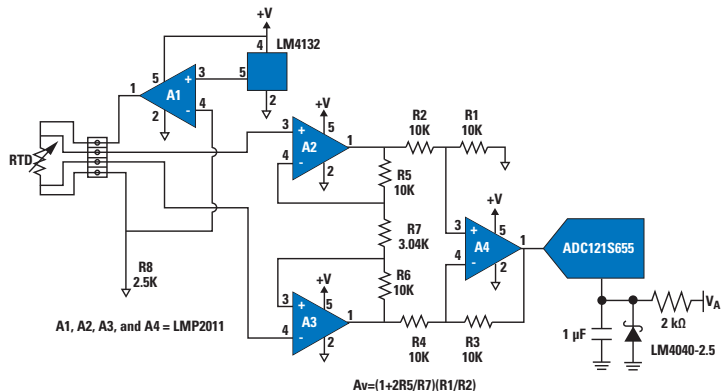 +V
4
LM4132
5
2
5
3
+
1
A1
-
4
2
RTD
R8
2.5K
A1, A2, A3, and A4 = LMP2011
+V
3
+
5
1
A2
4
-
2
R2
10K
R1
10K
R5
10K
R7
3.04K
R6
10K
+V
3
+
5
1
A4
4
-
2
ADC121S655
+V
3
+
5
1
A3
4
-
2
R4
10K
R3
10K
1 µF
2 kΩ
VA
LM4040-2.5
Av=(1+2R5/R7)(R1/R2)